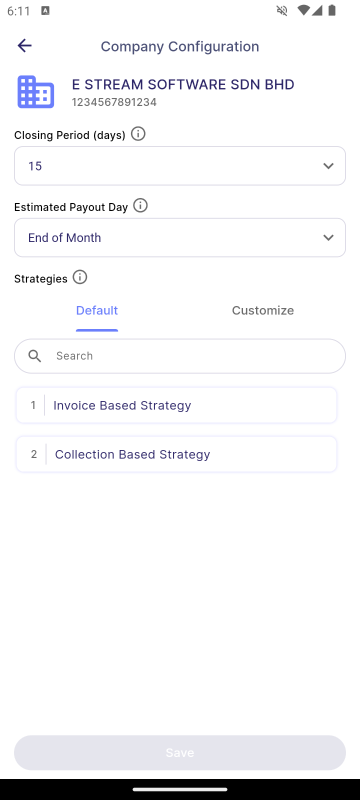 6:11
Company Configuration
E STREAM SOFTWARE SDN BHD
1234567891234
Closing Period (days)
15
Estimated Payout Day
End of Month
Strategies
Default Customize
Search
1 Invoice Based Strategy
2 Collection Based Strategy
Save